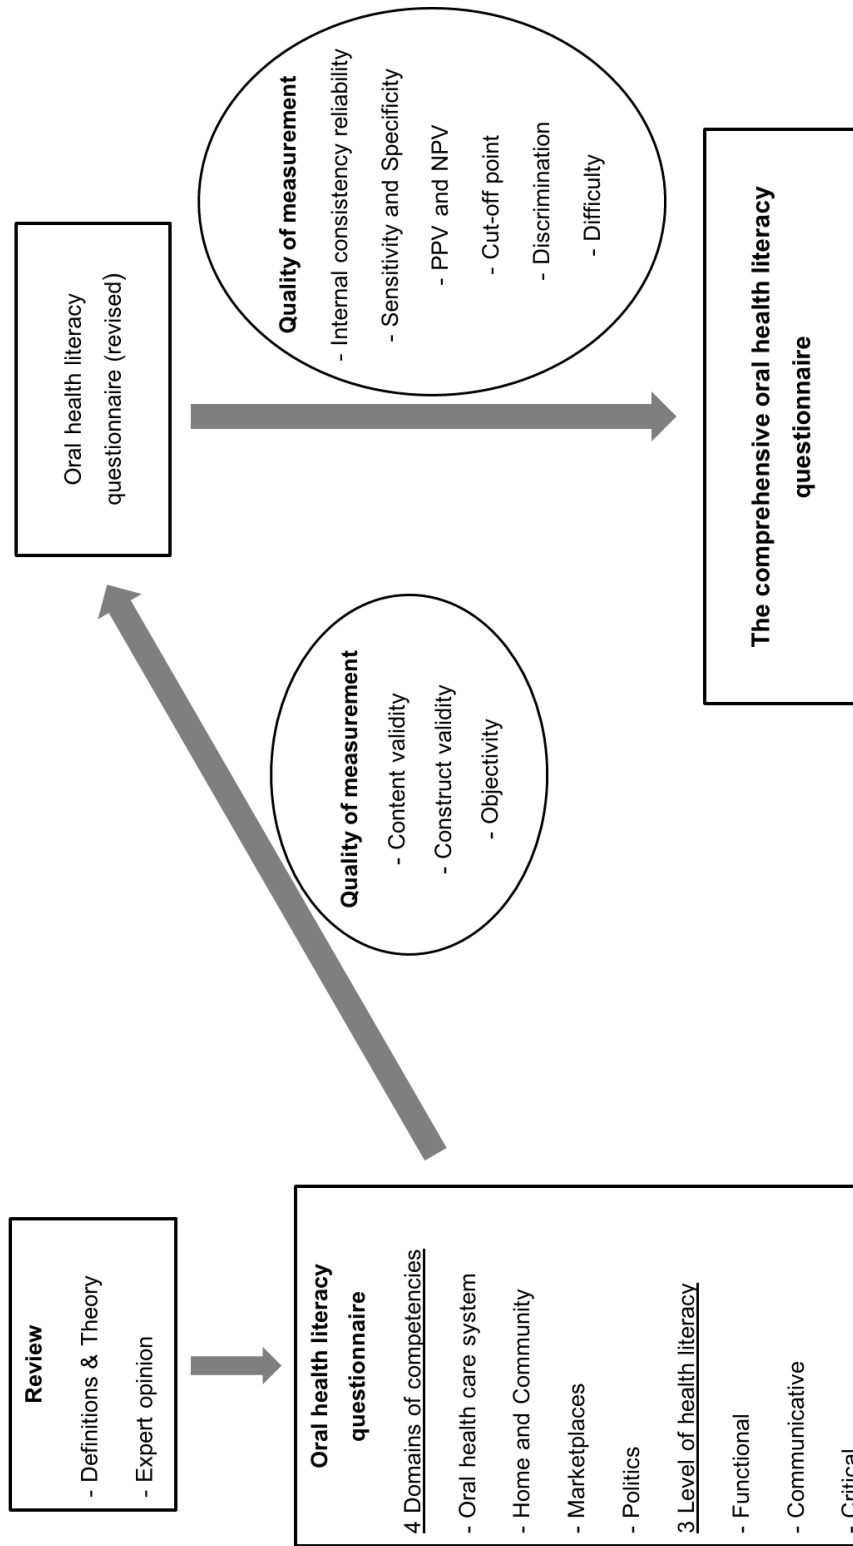 Review
- Definitions & Theory
- Expert opinion
Oral health literacy
questionnaire
4 Domains of competencies
- Oral health care system
- Home and Community
- Marketplaces
- Politics
3 Level of health literacy
- Functional
- Communicative
- Critical
Quality of measurement
- Content validity
- Construct validity
- Objectivity
Oral health literacy
questionnaire (revised)
Quality of measurement
- Internal consistency reliability
- Sensitivity and Specificity
- PPV and NPV
- Cut-off point
- Discrimination
- Difficulty
The comprehensive oral health literacy
questionnaire